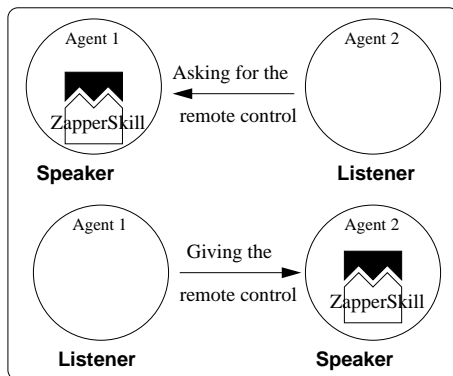 Agent 1
Agent 2
Asking for the
remote control
ZapperSkill
Speaker
Listener
Agent 1
Agent 2
Giving the
remote control
ZapperSkill
Listener
Speaker